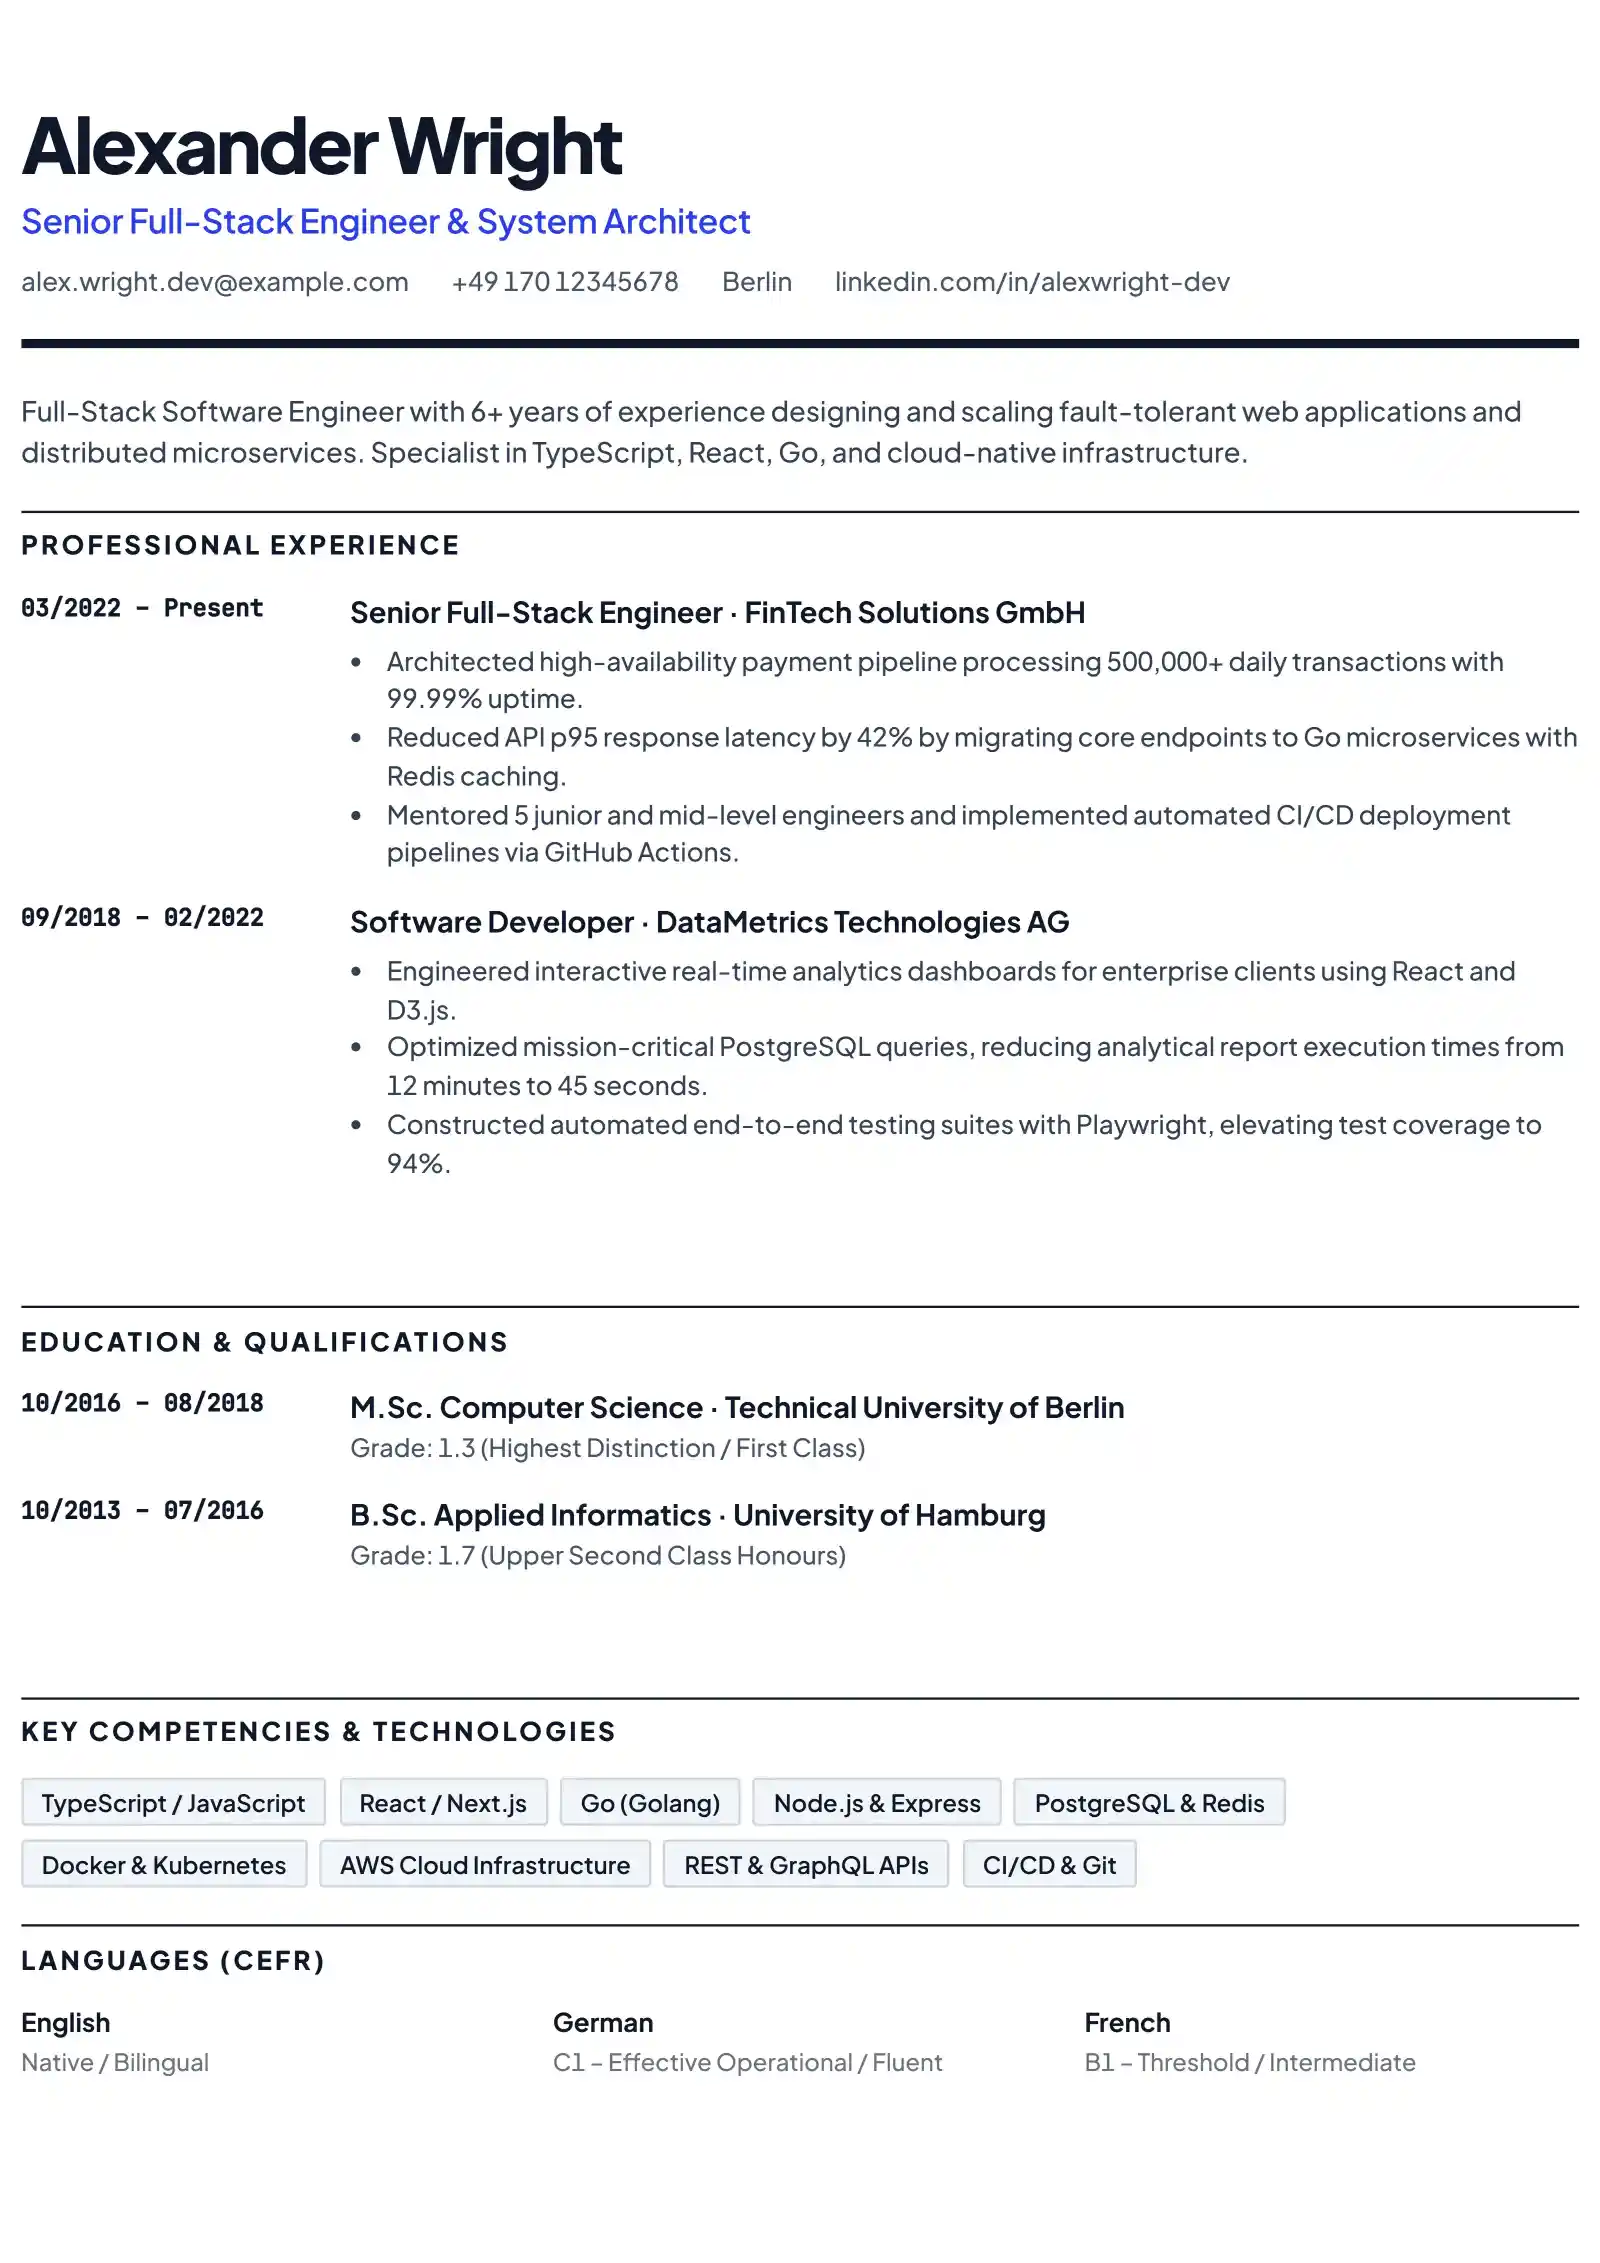 Alexander Wright
Senior Full-Stack Engineer & System Architect
alex.wright.dev@example.com +49 170 12345678 Berlin linkedin.com/in/alexwright-dev
Full-Stack Software Engineer with 6+ years of experience designing and scaling fault-tolerant web applications and
distributed microservices. Specialist in TypeScript, React, Go, and cloud-native infrastructure.
PROFESSIONAL EXPERIENCE
03/2022 – Present
Senior Full-Stack Engineer · FinTech Solutions GmbH
• Architected high-availability payment pipeline processing 500,000+ daily transactions with
99.99% uptime.
• Reduced API p95 response latency by 42% by migrating core endpoints to Go microservices with
Redis caching.
• Mentored 5 junior and mid-level engineers and implemented automated CI/CD deployment
pipelines via GitHub Actions.
09/2018 – 02/2022
Software Developer · DataMetrics Technologies AG
• Engineered interactive real-time analytics dashboards for enterprise clients using React and
D3.js.
• Optimized mission-critical PostgreSQL queries, reducing analytical report execution times from
12 minutes to 45 seconds.
• Constructed automated end-to-end testing suites with Playwright, elevating test coverage to
94%.
EDUCATION & QUALIFICATIONS
10/2016 – 08/2018
M.Sc. Computer Science · Technical University of Berlin
Grade: 1.3 (Highest Distinction / First Class)
10/2013 – 07/2016
B.Sc. Applied Informatics · University of Hamburg
Grade: 1.7 (Upper Second Class Honours)
KEY COMPETENCIES & TECHNOLOGIES
TypeScript / JavaScript React / Next.js Go (Golang) Node.js & Express PostgreSQL & Redis
Docker & Kubernetes AWS Cloud Infrastructure REST & GraphQL APIs CI/CD & Git
LANGUAGES (CEFR)
English German French
Native / Bilingual C1 – Effective Operational / Fluent B1 – Threshold / Intermediate